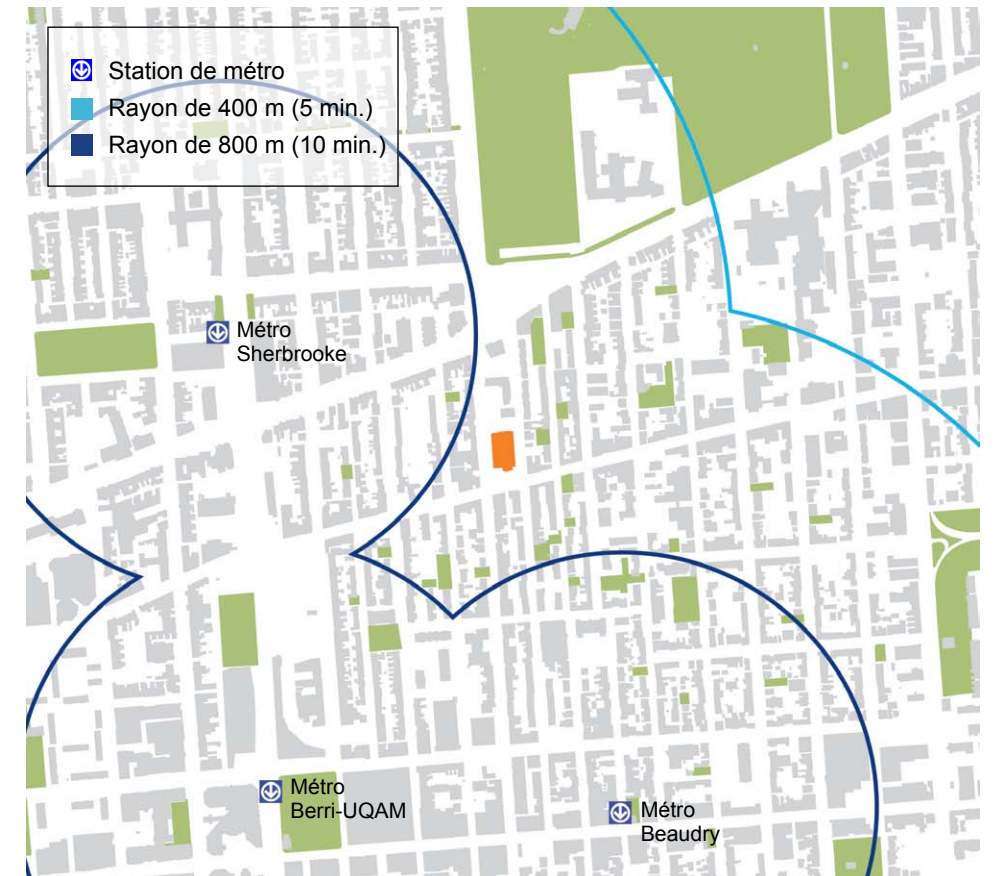 Station de métro
Rayon de 400 m (5 min.)
Rayon de 800 m (10 min.)
Métro
Sherbrooke
Métro
Berri-UQAM
Métro
Beaudry